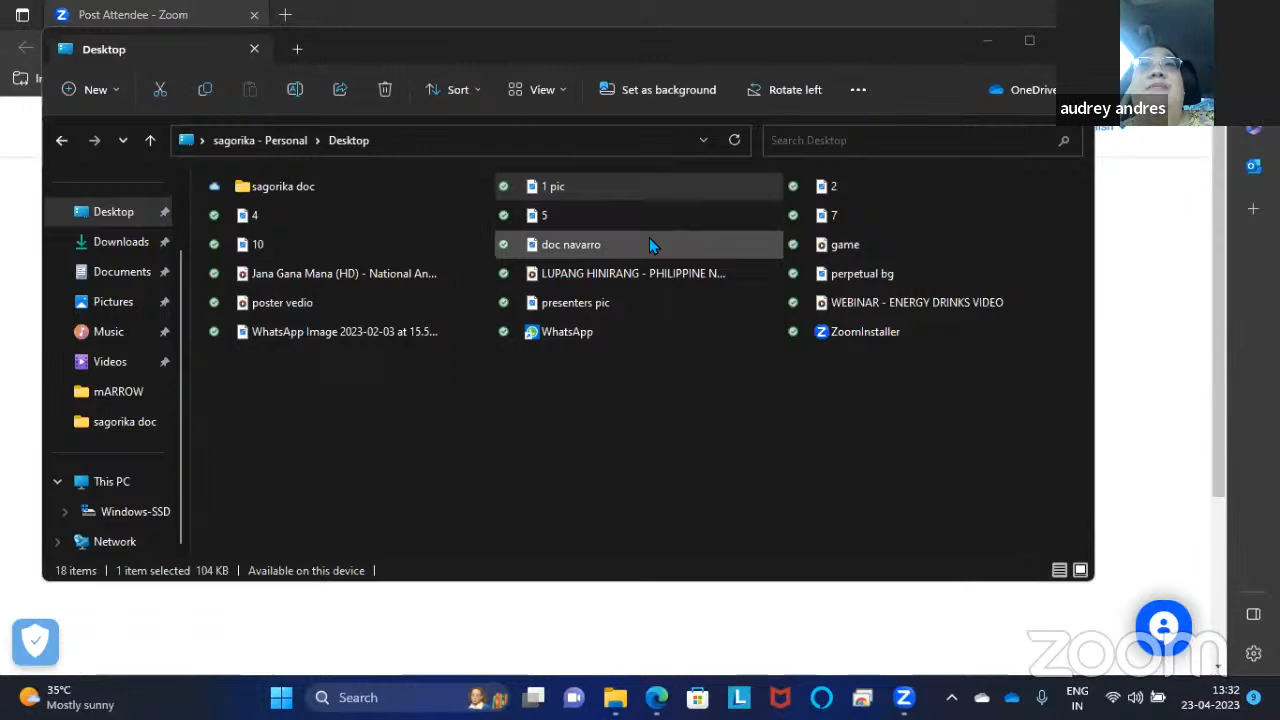 Post Attendee - Zoom
audrey andres
Desktop
New
Sort
View
Set as background
Rotate left
OneDrive
sagorika - Personal > Desktop
Search Desktop
sagorika doc
1 pic
2
4
5
7
10
doc navarro
game
Jana Gana Mana (HD) - National An...
LUPANG HINIRANG - PHILIPPINE N...
perpetual bg
poster vedio
presenters pic
WEBINAR - ENERGY DRINKS VIDEO
WhatsApp Image 2023-02-03 at 15.5...
WhatsApp
ZoomInstaller
Desktop
Downloads
Documents
Pictures
Music
Videos
mARROW
sagorika doc
This PC
Windows-SSD
Network
18 items
1 item selected 104 KB
Available on this device
zoom
35°C
Mostly sunny
Search
ENG
IN
13:32
23-04-2023
9